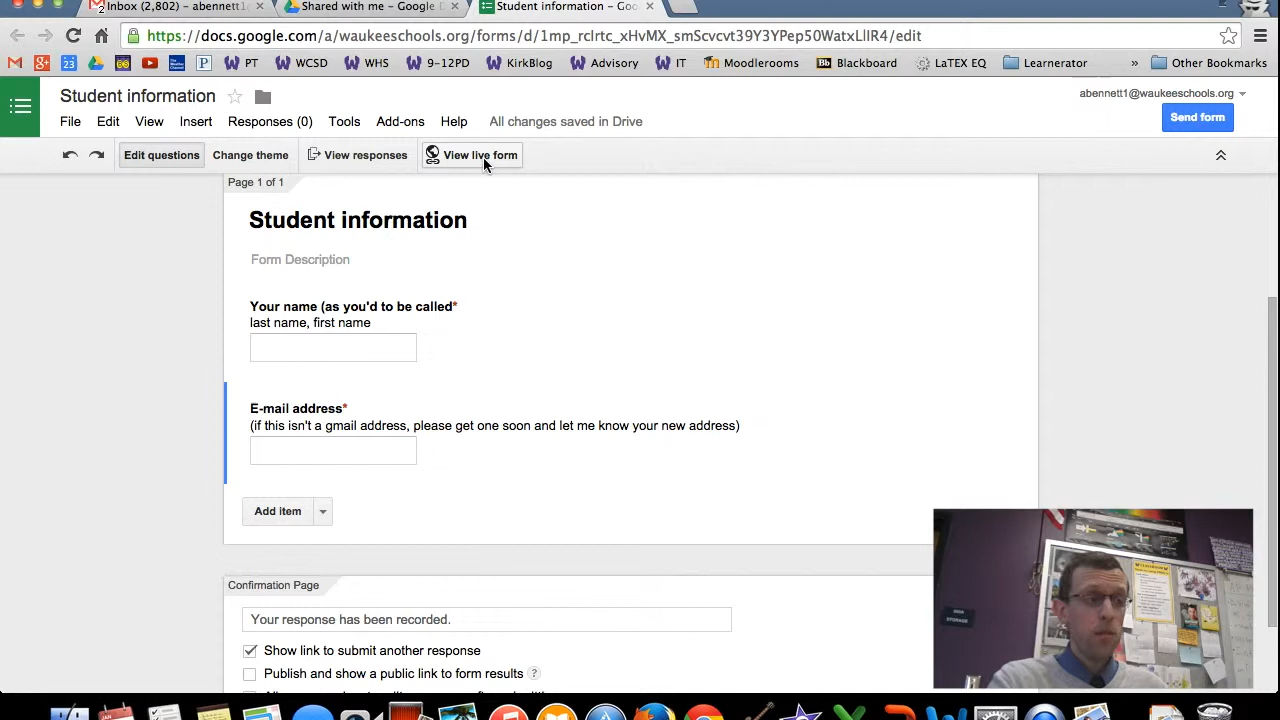 Inbox (2,802) - abennett1
Shared with me - Google D
Student information - Goo
https://docs.google.com/a/waukeeschools.org/forms/d/1mp_rclrtc_xHvMX_smScvcvt39Y3YPep50WatxLllR4/edit
PT
WCSD
WHS
9-12PD
KirkBlog
Advisory
IT
Moodlerooms
Bb Blackboard
LaTEX EQ
Learnerator
»
Other Bookmarks
Student information
abennett1@waukeeschools.org
File Edit View Insert Responses (0) Tools Add-ons Help All changes saved in Drive
Send form
Edit questions Change theme View responses View live form
Page 1 of 1
Student information
Form Description
Your name (as you'd to be called*
last name, first name
E-mail address*
(if this isn't a gmail address, please get one soon and let me know your new address)
Add item
Confirmation Page
Your response has been recorded.
Show link to submit another response
Publish and show a public link to form results ?